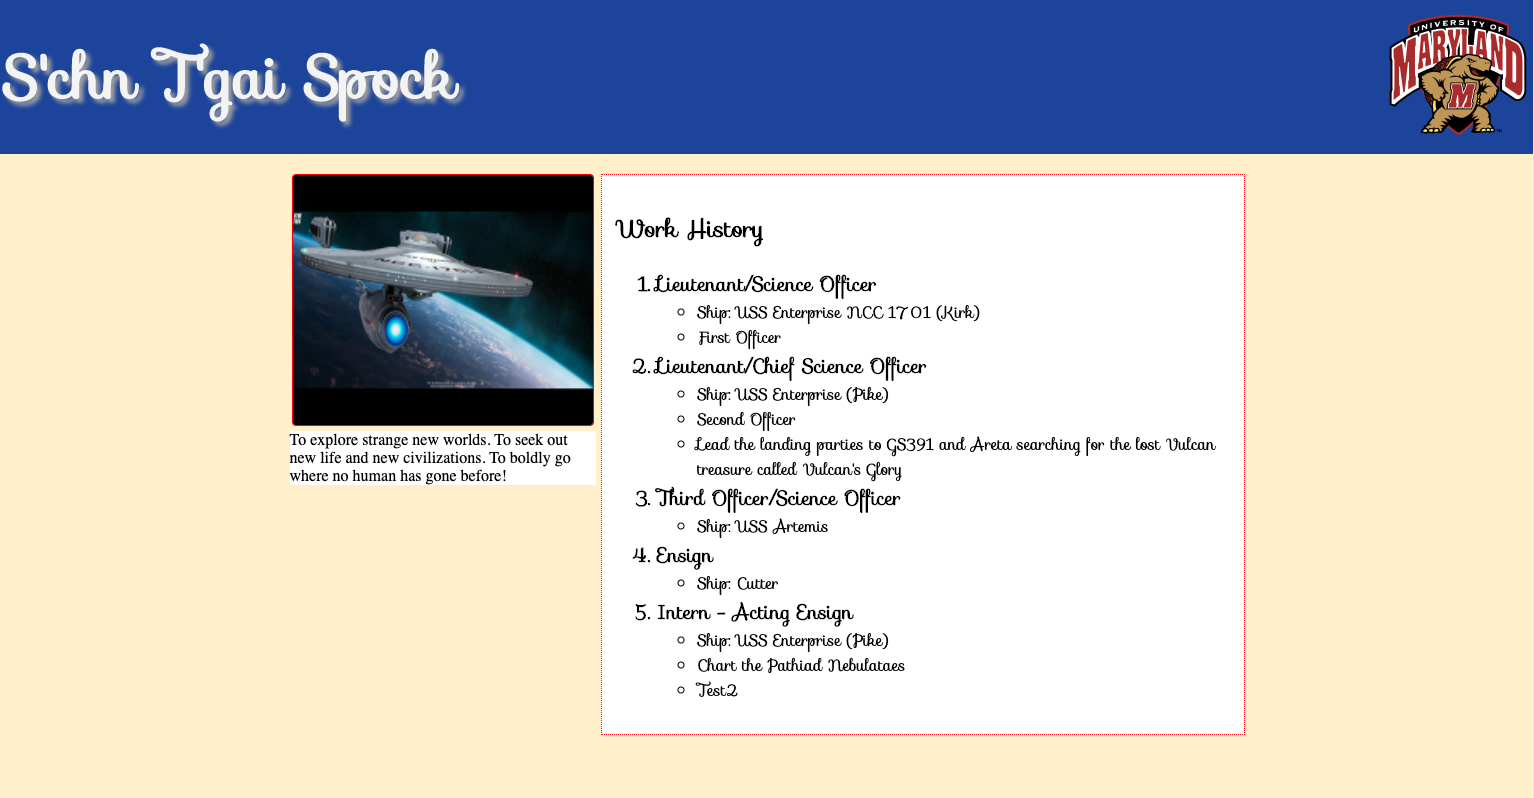 S'chn T'gai Spock
UNIVERSITY OF
MARYLAND
M
NCC-1701
To explore strange new worlds. To seek out
new life and new civilizations. To boldly go
where no human has gone before!
Work History
1. Lieutenant/Science Officer
Ship: USS Enterprise NCC 1701 (Kirk)
First Officer
2. Lieutenant/Chief Science Officer
Ship: USS Enterprise (Pike)
Second Officer
Lead the landing parties to GS391 and Areta searching for the lost Vulcan
treasure called Vulcan's Glory
3. Third Officer/Science Officer
Ship: USS Artemis
4. Ensign
Ship: Cutter
5. Intern - Acting Ensign
Ship: USS Enterprise (Pike)
Chart the Pathiad Nebulataes
Test2